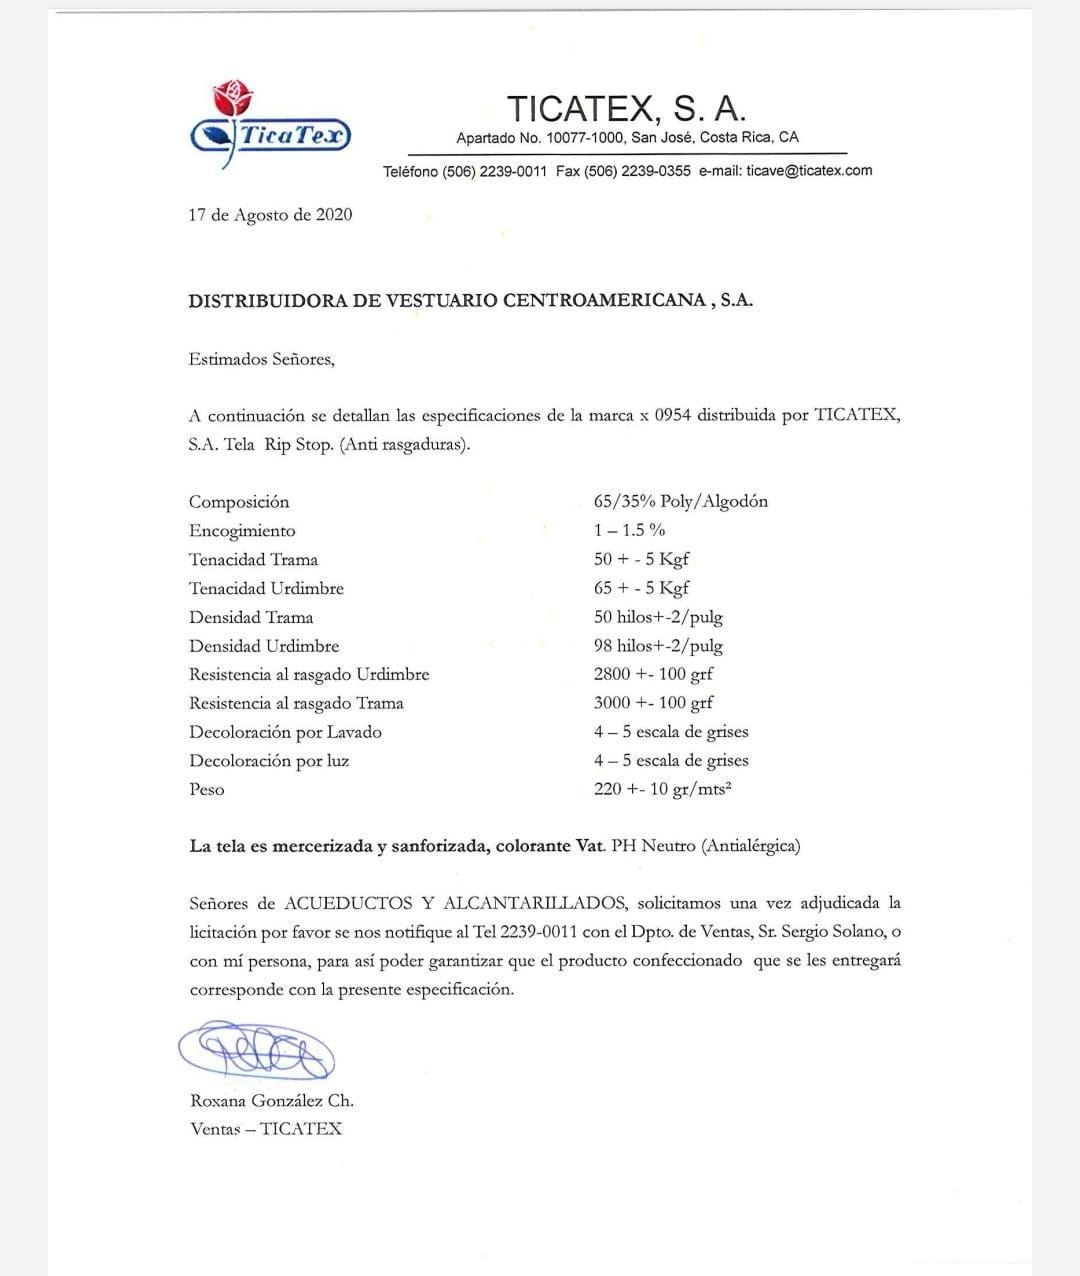 TicaTex
TICATEX, S. A.
Apartado No. 10077-1000, San José, Costa Rica, CA
Teléfono (506) 2239-0011 Fax (506) 2239-0355 e-mail: ticave@ticatex.com
17 de Agosto de 2020
DISTRIBUIDORA DE VESTUARIO CENTROAMERICANA , S.A.
Estimados Señores,
A continuación se detallan las especificaciones de la marca x 0954 distribuida por TICATEX,
S.A. Tela Rip Stop. (Anti rasgaduras).
Composición 65/35% Poly/Algodón
Encogimiento 1 – 1.5 %
Tenacidad Trama 50 + - 5 Kgf
Tenacidad Urdimbre 65 + - 5 Kgf
Densidad Trama 50 hilos+-2/pulg
Densidad Urdimbre 98 hilos+-2/pulg
Resistencia al rasgado Urdimbre 2800 +- 100 grf
Resistencia al rasgado Trama 3000 +- 100 grf
Decoloración por Lavado 4 – 5 escala de grises
Decoloración por luz 4 – 5 escala de grises
Peso 220 +- 10 gr/mts²
La tela es mercerizada y sanforizada, colorante Vat. PH Neutro (Antialérgica)
Señores de ACUEDUCTOS Y ALCANTARILLADOS, solicitamos una vez adjudicada la
licitación por favor se nos notifique al Tel 2239-0011 con el Dpto. de Ventas, Sr. Sergio Solano, o
con mí persona, para así poder garantizar que el producto confeccionado que se les entregará
corresponde con la presente especificación.
Roxana González Ch.
Ventas – TICATEX